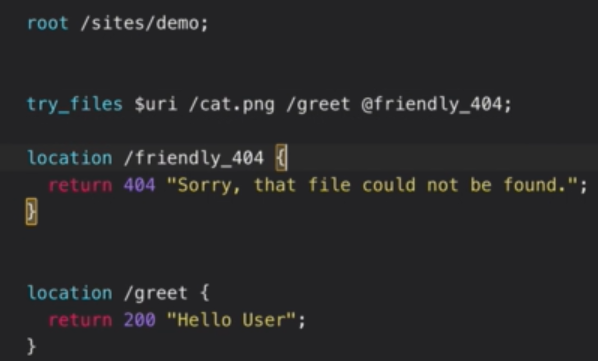 root /sites/demo;
try_files $uri /cat.png /greet @friendly_404;
location /friendly_404 {
return 404 "Sorry, that file could not be found.";
}
location /greet {
return 200 "Hello User";
}